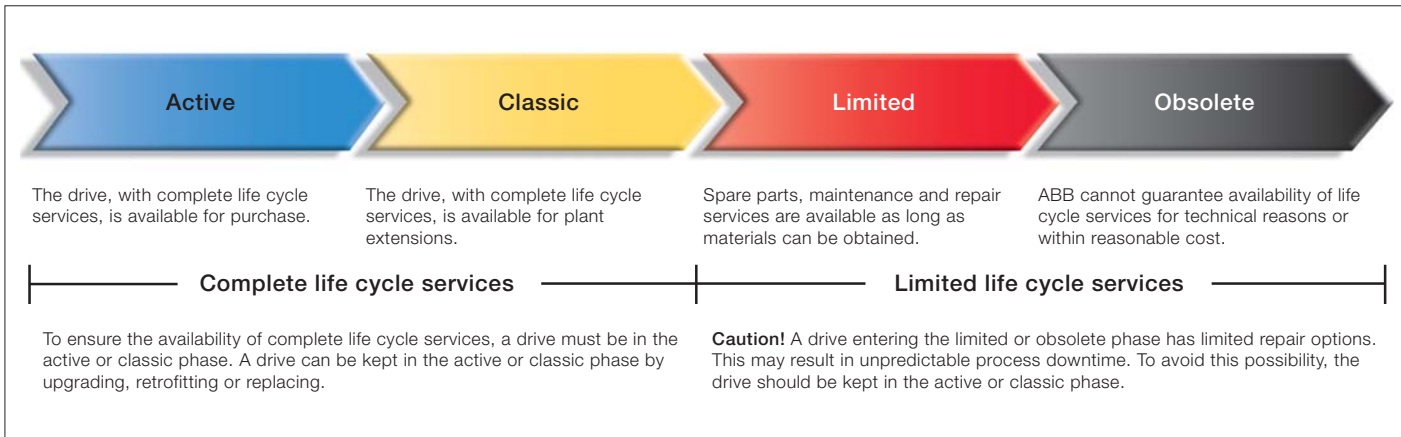 Active
Classic
Limited
Obsolete
The drive, with complete life cycle
services, is available for purchase.
The drive, with complete life cycle
services, is available for plant
extensions.
Spare parts, maintenance and repair
services are available as long as
materials can be obtained.
ABB cannot guarantee availability of life
cycle services for technical reasons or
within reasonable cost.
Complete life cycle services
Limited life cycle services
To ensure the availability of complete life cycle services, a drive must be in the
active or classic phase. A drive can be kept in the active or classic phase by
upgrading, retrofitting or replacing.
Caution! A drive entering the limited or obsolete phase has limited repair options.
This may result in unpredictable process downtime. To avoid this possibility, the
drive should be kept in the active or classic phase.